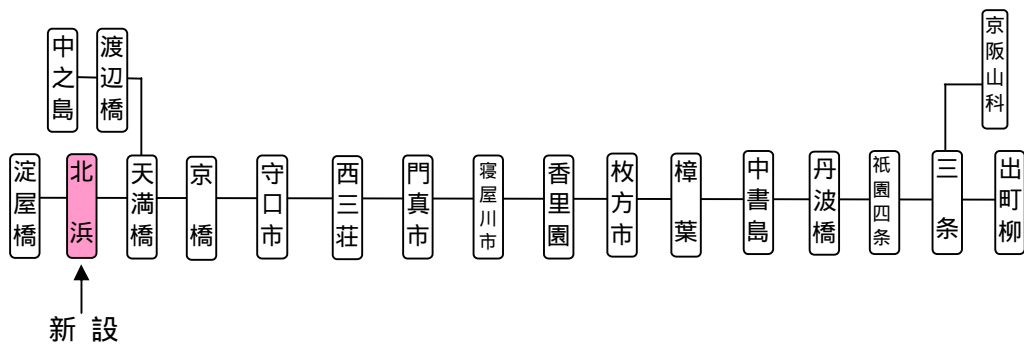 中之島
渡辺橋
京阪山科
淀屋橋
北浜
天満橋
京橋
守口市
西三荘
門真市
寝屋川市
香里園
枚方市
樟葉
中書島
丹波橋
祇園四条
三条
出町柳
新設